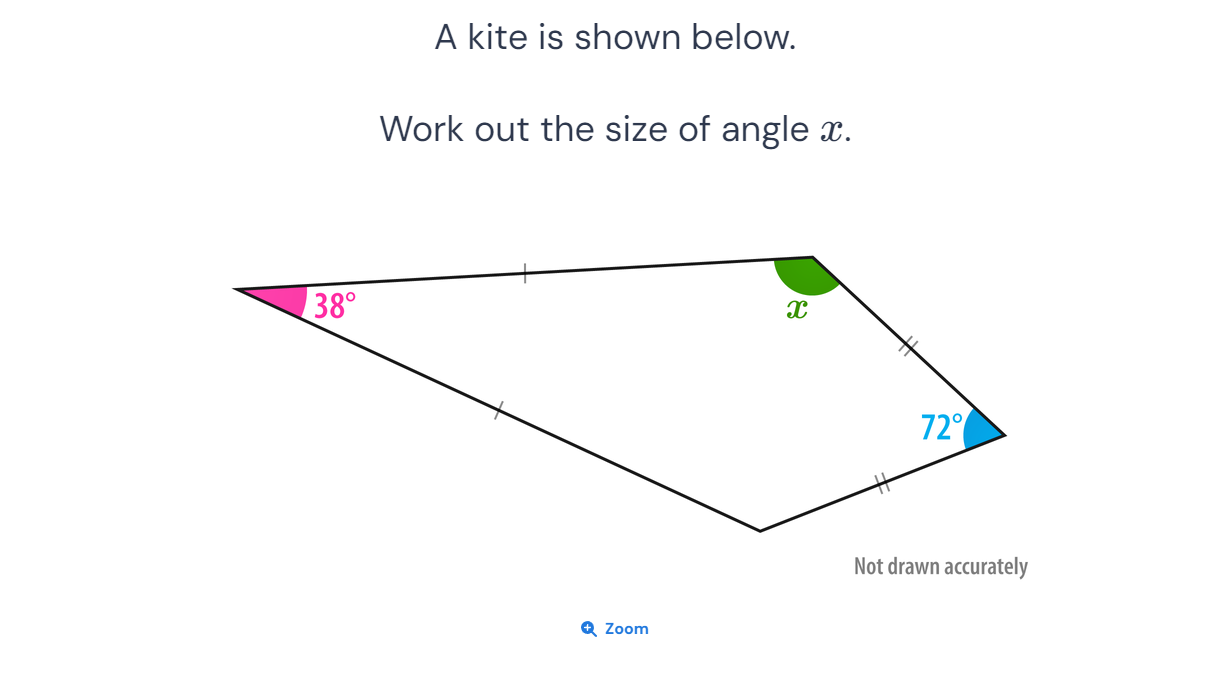 A kite is shown below.
Work out the size of angle x.
38°
x
72°
Not drawn accurately
Zoom